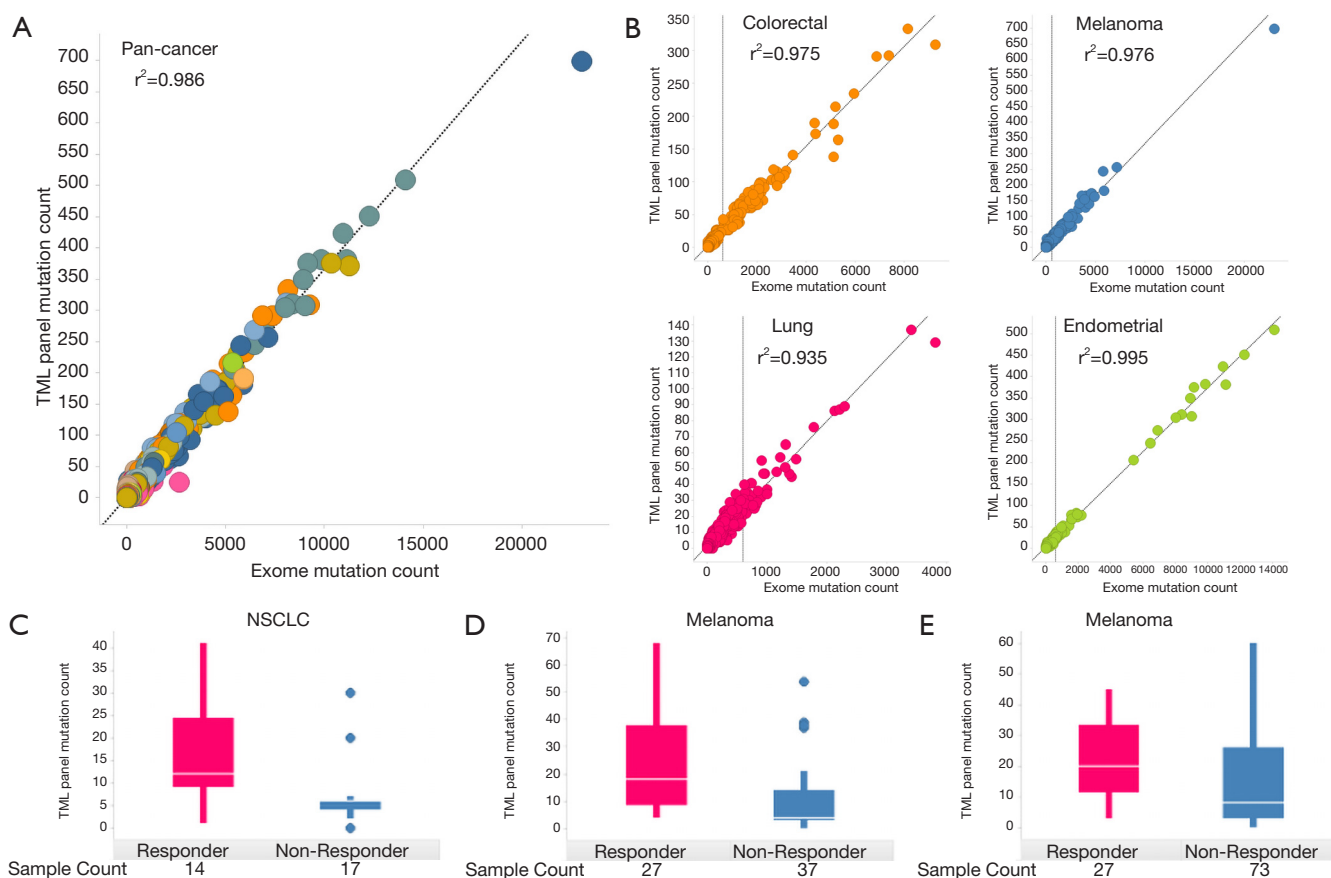 A
Pan-cancer
r²=0.986
TML panel mutation count
700
650
600
550
500
450
400
350
300
250
200
150
100
50
0
0 5000 10000 15000 20000
Exome mutation count
B
Colorectal
r²=0.975
TML panel mutation count
350
300
250
200
150
100
50
0
0 2000 4000 6000 8000
Exome mutation count
Melanoma
r²=0.976
TML panel mutation count
700
650
600
550
500
450
400
350
300
250
200
150
100
50
0
0 5000 10000 15000 20000
Exome mutation count
Lung
r²=0.935
TML panel mutation count
140
130
120
110
100
90
80
70
60
50
40
30
20
10
0
0 1000 2000 3000 4000
Exome mutation count
Endometrial
r²=0.995
TML panel mutation count
500
450
400
350
300
250
200
150
100
50
0
0 2000 4000 6000 8000 10000 12000 14000
Exome mutation count
C
NSCLC
TML panel mutation count
40
35
30
25
20
15
10
5
0
Responder Non-Responder
Sample Count 14 17
D
Melanoma
TML panel mutation count
70
60
50
40
30
20
10
0
Responder Non-Responder
Sample Count 27 37
E
Melanoma
TML panel mutation count
60
50
40
30
20
10
0
Responder Non-Responder
Sample Count 27 73